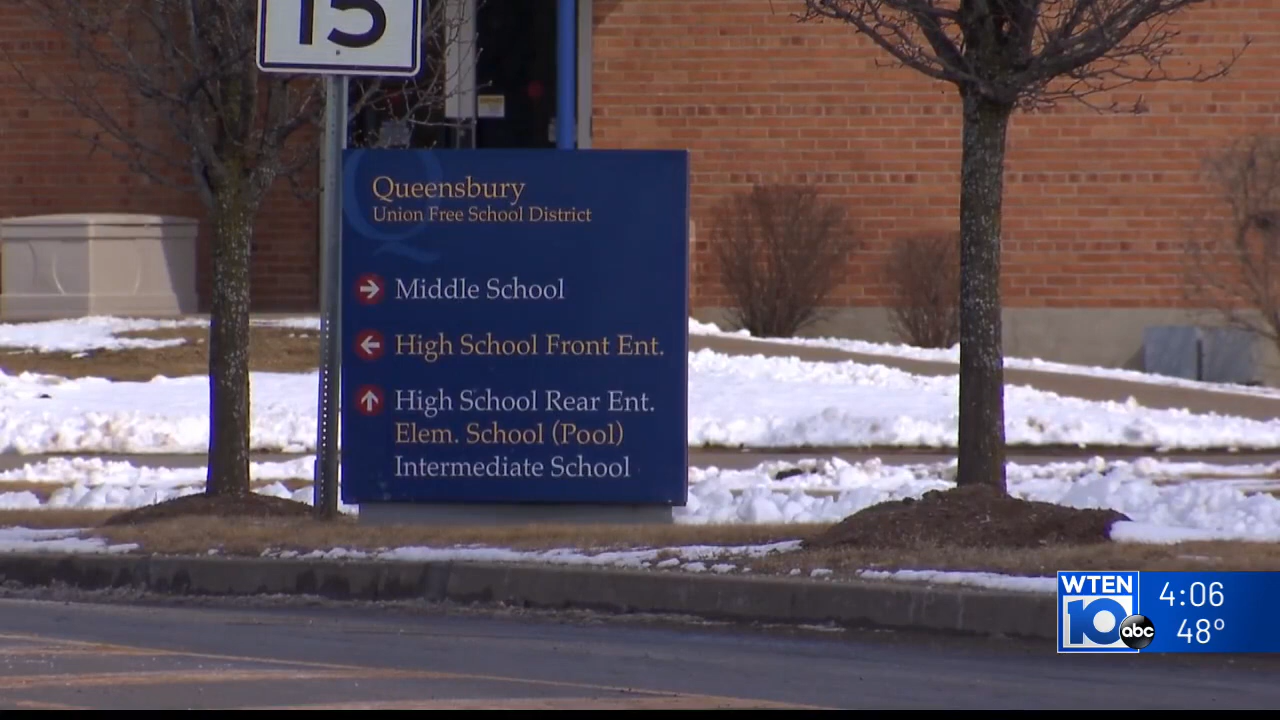 15
Queensbury
Union Free School District
Middle School
High School Front Ent.
High School Rear Ent.
Elem. School (Pool)
Intermediate School
WTEN
10
abc
4:06
48°